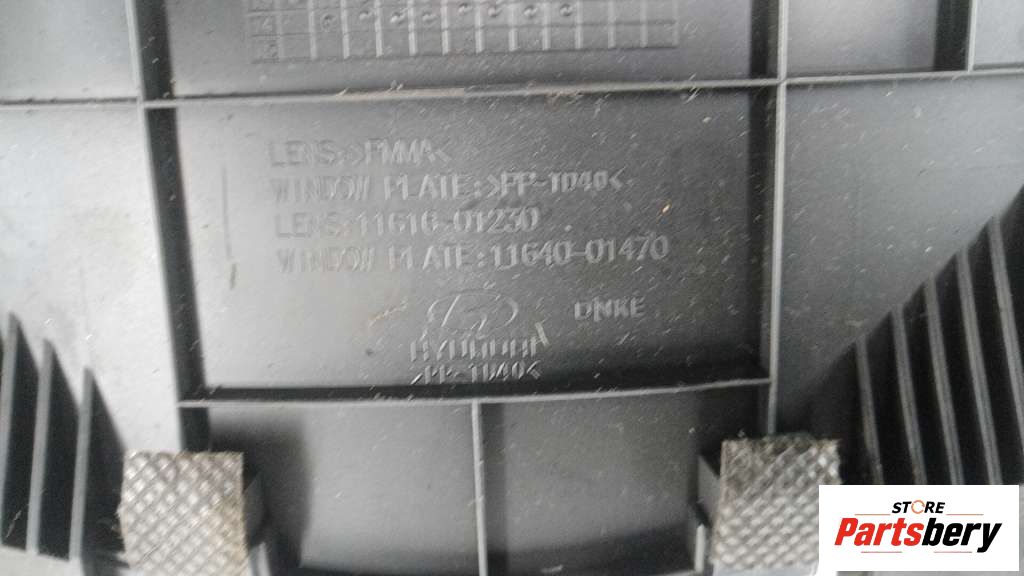 LENS:>PMMA<
WINDOW PLATE:>PP-TD40<
LENS:11616-01230
WINDOW PLATE:11640-01470
DNKE
HYUNDAI
>PP-TD40<
STORE
Partsbery